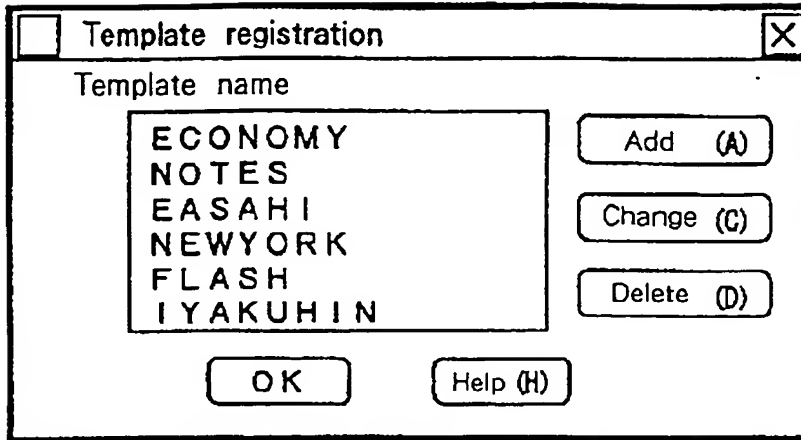 Template registration
Template name
ECONOMY
NOTES
EASAHI
NEWYORK
FLASH
IYAKUHIN
Add (A)
Change (C)
Delete (D)
OK
Help (H)